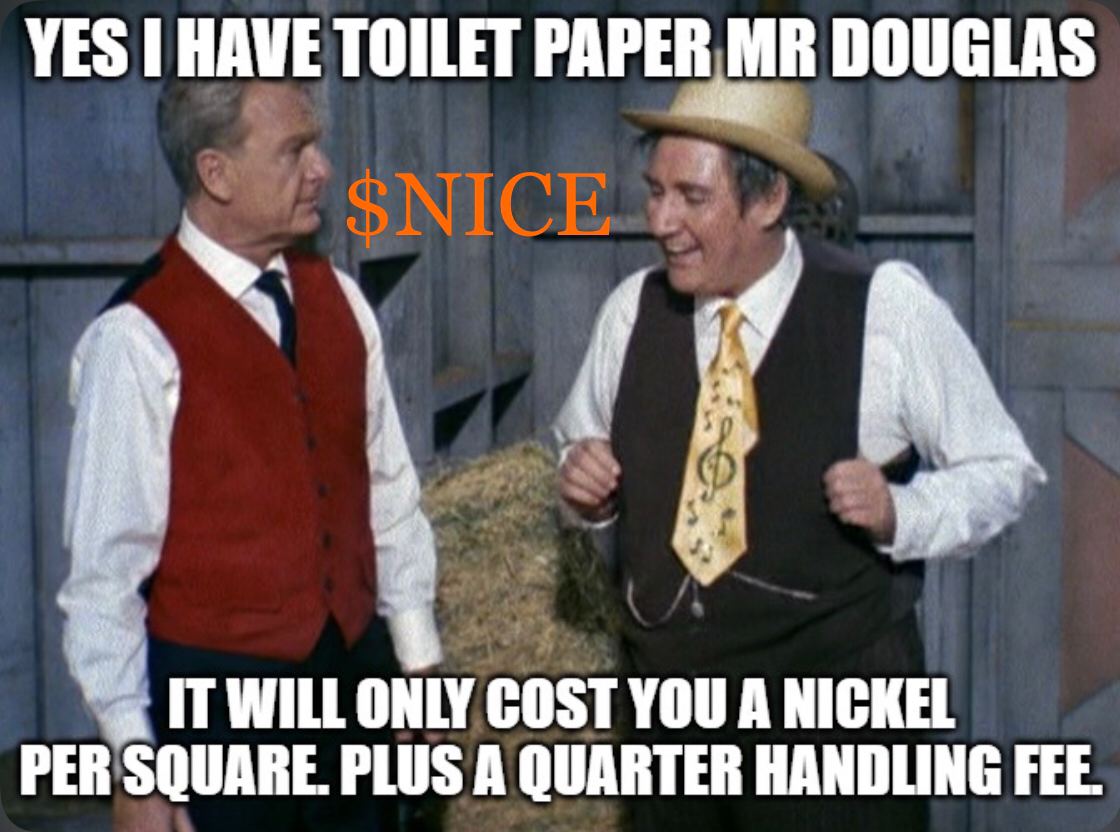 YES I HAVE TOILET PAPER MR DOUGLAS
$NICE
IT WILL ONLY COST YOU A NICKEL
PER SQUARE. PLUS A QUARTER HANDLING FEE.